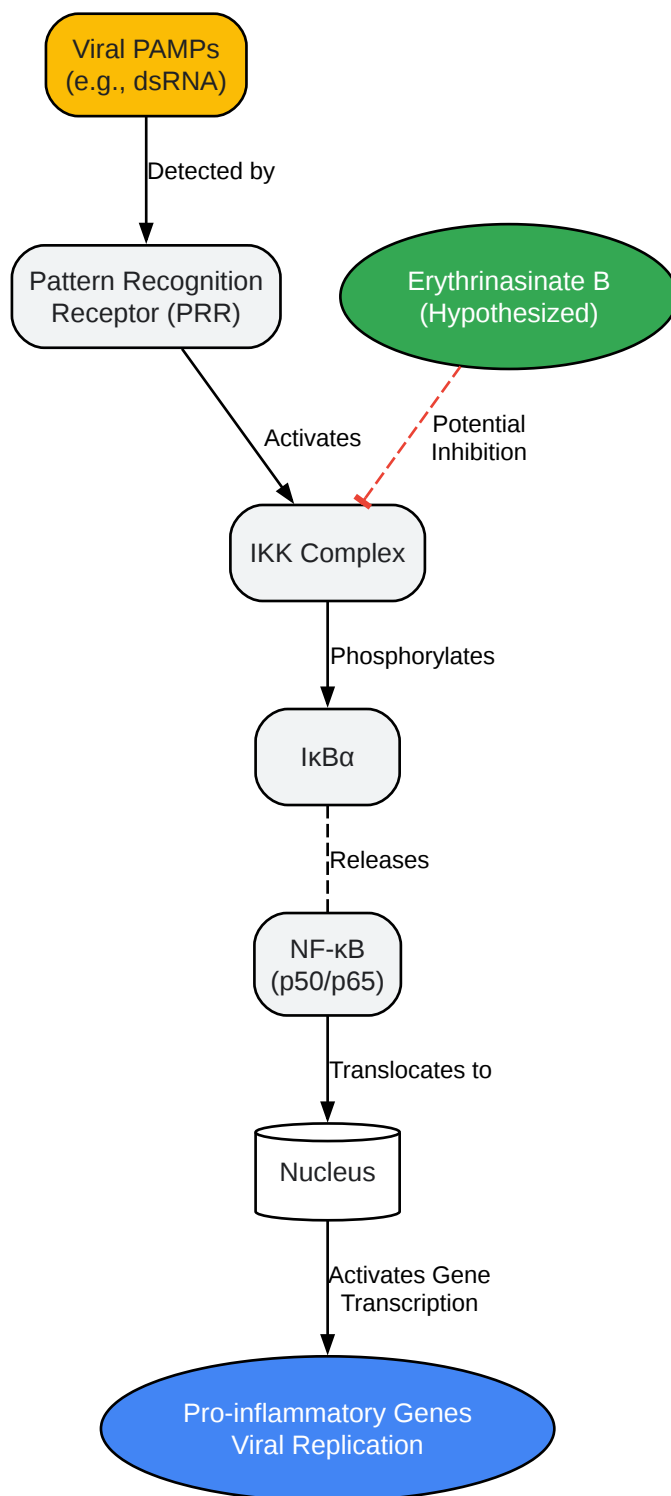 Viral PAMPs
(e.g., dsRNA)
Detected by
Pattern Recognition
Receptor (PRR)
Erythrinasinate B
(Hypothesized)
Activates
Potential
Inhibition
IKK Complex
Phosphorylates
IκBα
Releases
NF-κB
(p50/p65)
Translocates to
Nucleus
Activates Gene
Transcription
Pro-inflammatory Genes
Viral Replication